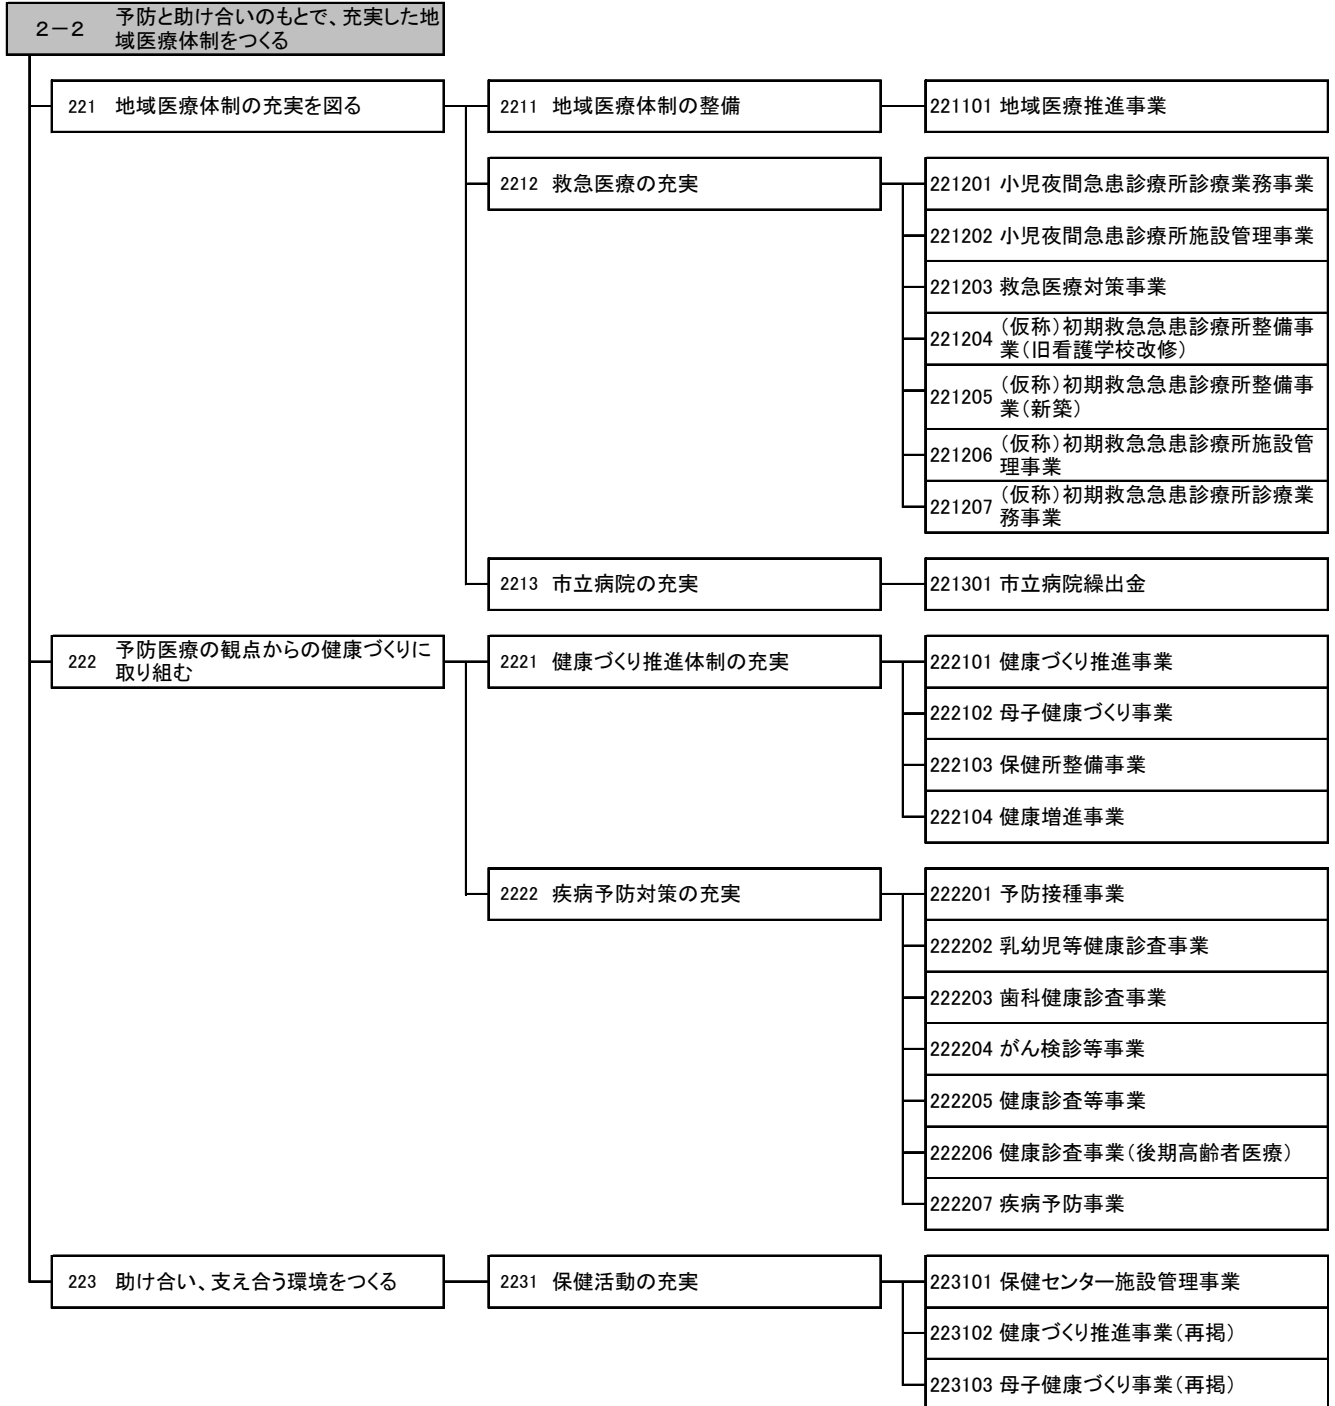 2－2 予防と助け合いのもとで、充実した地
域医療体制をつくる
221 地域医療体制の充実を図る
2211 地域医療体制の整備
221101 地域医療推進事業
2212 救急医療の充実
221201 小児夜間急患診療所診療業務事業
221202 小児夜間急患診療所施設管理事業
221203 救急医療対策事業
221204 （仮称）初期救急急患診療所整備事
業（旧看護学校改修）
221205 （仮称）初期救急急患診療所整備事
業（新築）
221206 （仮称）初期救急急患診療所施設管
理事業
221207 （仮称）初期救急急患診療所診療業
務事業
2213 市立病院の充実
221301 市立病院繰出金
222 予防医療の観点からの健康づくりに
取り組む
2221 健康づくり推進体制の充実
222101 健康づくり推進事業
222102 母子健康づくり事業
222103 保健所整備事業
222104 健康増進事業
2222 疾病予防対策の充実
222201 予防接種事業
222202 乳幼児等健康診査事業
222203 歯科健康診査事業
222204 がん検診等事業
222205 健康診査等事業
222206 健康診査事業（後期高齢者医療）
222207 疾病予防事業
223 助け合い、支え合う環境をつくる
2231 保健活動の充実
223101 保健センター施設管理事業
223102 健康づくり推進事業（再掲）
223103 母子健康づくり事業（再掲）